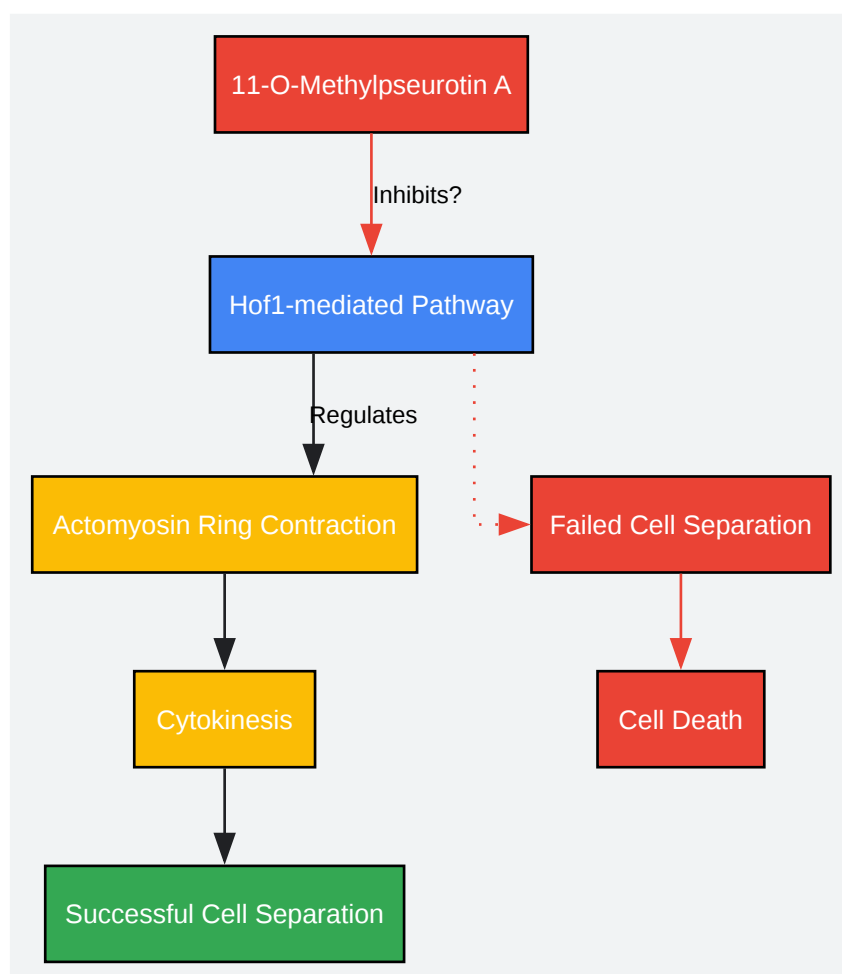 11-O-Methylpseurotin A
Inhibits?
Hof1-mediated Pathway
Regulates
Actomyosin Ring Contraction
Failed Cell Separation
Cytokinesis
Cell Death
Successful Cell Separation